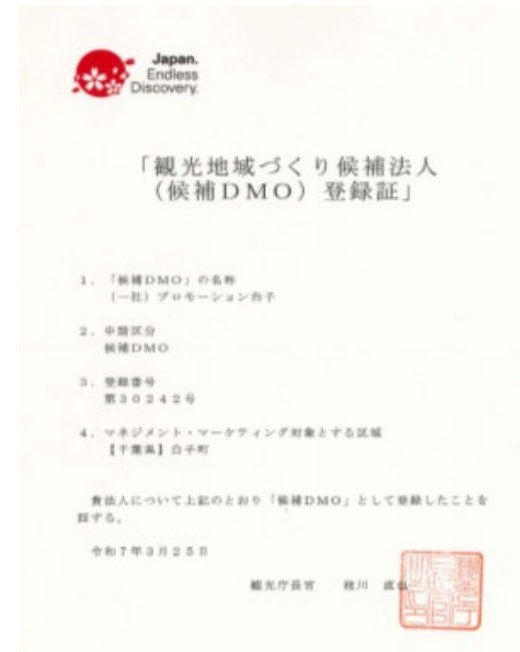 Japan.
Endless
Discovery.
「観光地域づくり候補法人
(候補DMO)登録証」
1. 「候補DMO」の名称
(一社)プロモーション白子
2. 申請区分
候補DMO
3. 登録番号
第30242号
4. マネジメント・マーケティング対象とする区域
【千葉県】白子町
貴法人について上記のとおり「候補DMO」として登録したことを
証する。
令和7年3月25日
観光庁長官 枝川 直也